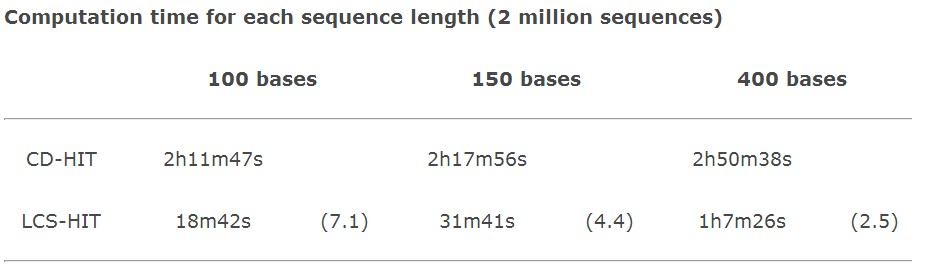 Computation time for each sequence length (2 million sequences)
100 bases 150 bases 400 bases
CD-HIT 2h11m47s 2h17m56s 2h50m38s
LCS-HIT 18m42s (7.1) 31m41s (4.4) 1h7m26s (2.5)